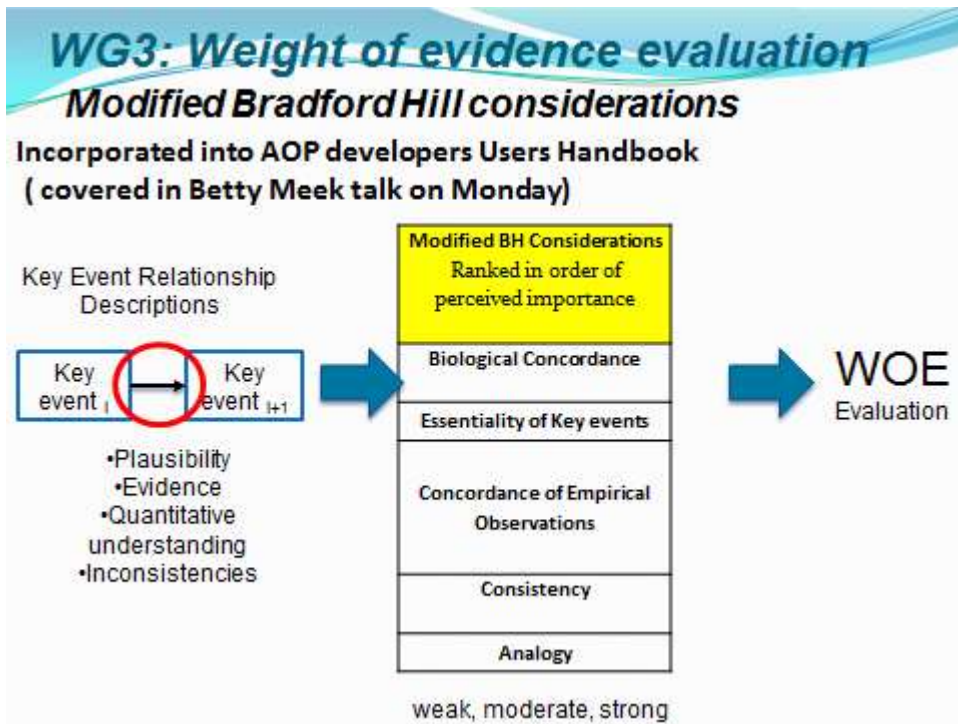 WG3: Weight of evidence evaluation
Modified Bradford Hill considerations
Incorporated into AOP developers Users Handbook
( covered in Betty Meek talk on Monday)
Key Event Relationship
Descriptions
Key
event I
Key
event I+1
•Plausibility
•Evidence
•Quantitative
understanding
•Inconsistencies
Modified BH Considerations
Ranked in order of
perceived importance
Biological Concordance
Essentiality of Key events
Concordance of Empirical
Observations
Consistency
Analogy
weak, moderate, strong
WOE
Evaluation